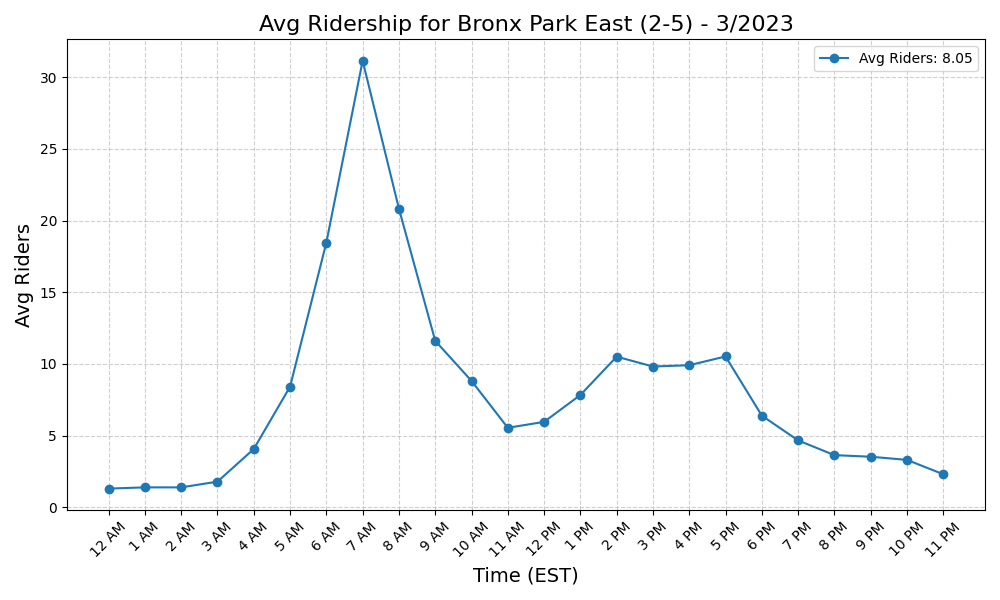 Avg Ridership for Bronx Park East (2-5) - 3/2023
Avg Riders: 8.05
Avg Riders
30
25
20
15
10
5
0
12 AM
1 AM
2 AM
3 AM
4 AM
5 AM
6 AM
7 AM
8 AM
9 AM
10 AM
11 AM
12 PM
1 PM
2 PM
3 PM
4 PM
5 PM
6 PM
7 PM
8 PM
9 PM
10 PM
11 PM
Time (EST)